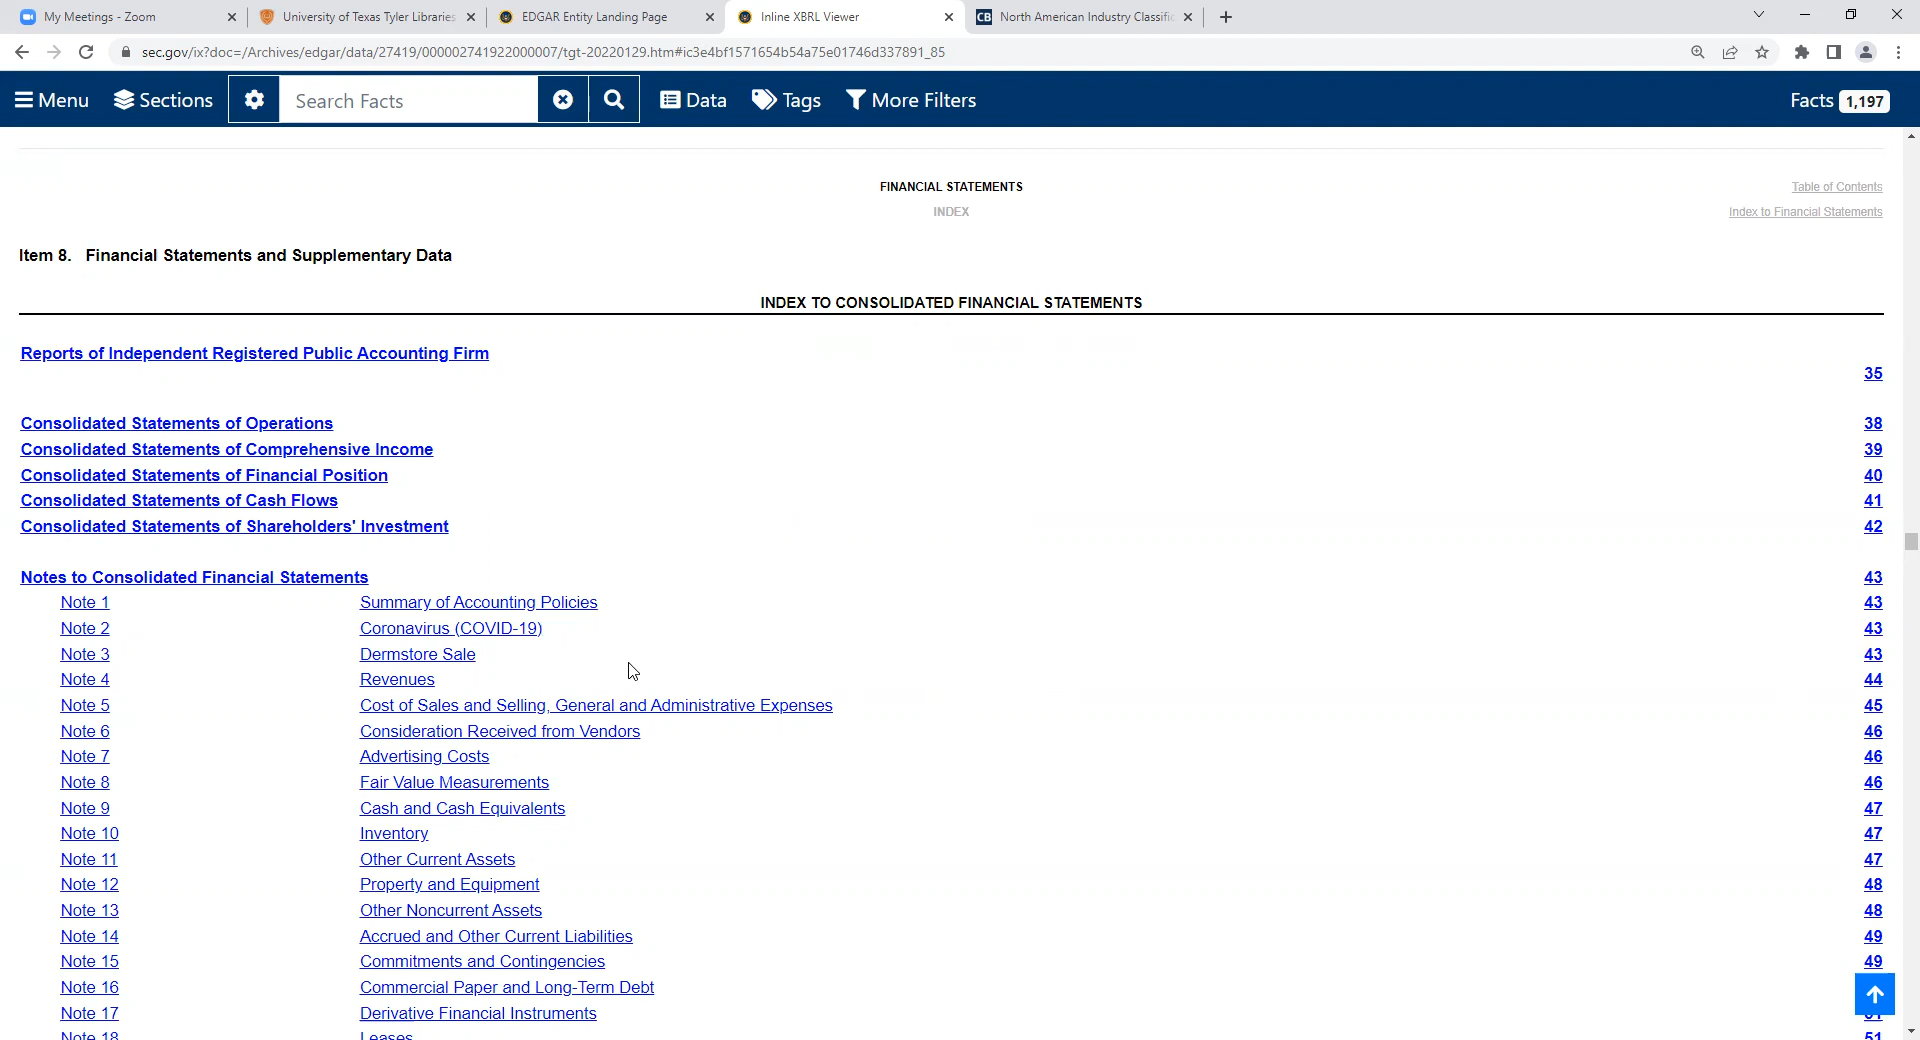 My Meetings - Zoom
University of Texas Tyler Libraries
EDGAR Entity Landing Page
Inline XBRL Viewer
North American Industry Classific
sec.gov/ix?doc=/Archives/edgar/data/27419/000002741922000007/tgt-20220129.htm#ic3e4bf1571654b54a75e01746d337891_85
Menu Sections Search Facts Data Tags More Filters Facts 1,197
FINANCIAL STATEMENTS Table of Contents
INDEX Index to Financial Statements
Item 8. Financial Statements and Supplementary Data
INDEX TO CONSOLIDATED FINANCIAL STATEMENTS
Reports of Independent Registered Public Accounting Firm
35
Consolidated Statements of Operations 38
Consolidated Statements of Comprehensive Income 39
Consolidated Statements of Financial Position 40
Consolidated Statements of Cash Flows 41
Consolidated Statements of Shareholders' Investment 42
Notes to Consolidated Financial Statements 43
Note 1 Summary of Accounting Policies 43
Note 2 Coronavirus (COVID-19) 43
Note 3 Dermstore Sale 43
Note 4 Revenues 44
Note 5 Cost of Sales and Selling, General and Administrative Expenses 45
Note 6 Consideration Received from Vendors 46
Note 7 Advertising Costs 46
Note 8 Fair Value Measurements 46
Note 9 Cash and Cash Equivalents 47
Note 10 Inventory 47
Note 11 Other Current Assets 47
Note 12 Property and Equipment 48
Note 13 Other Noncurrent Assets 48
Note 14 Accrued and Other Current Liabilities 49
Note 15 Commitments and Contingencies 49
Note 16 Commercial Paper and Long-Term Debt
Note 17 Derivative Financial Instruments
Note 18 Leases 51